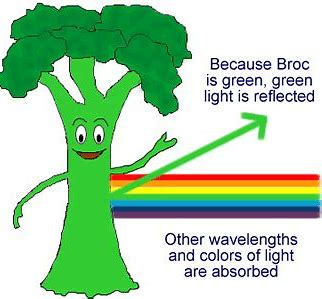 Because Broc
is green, green
light is reflected
Other wavelengths
and colors of light
are absorbed